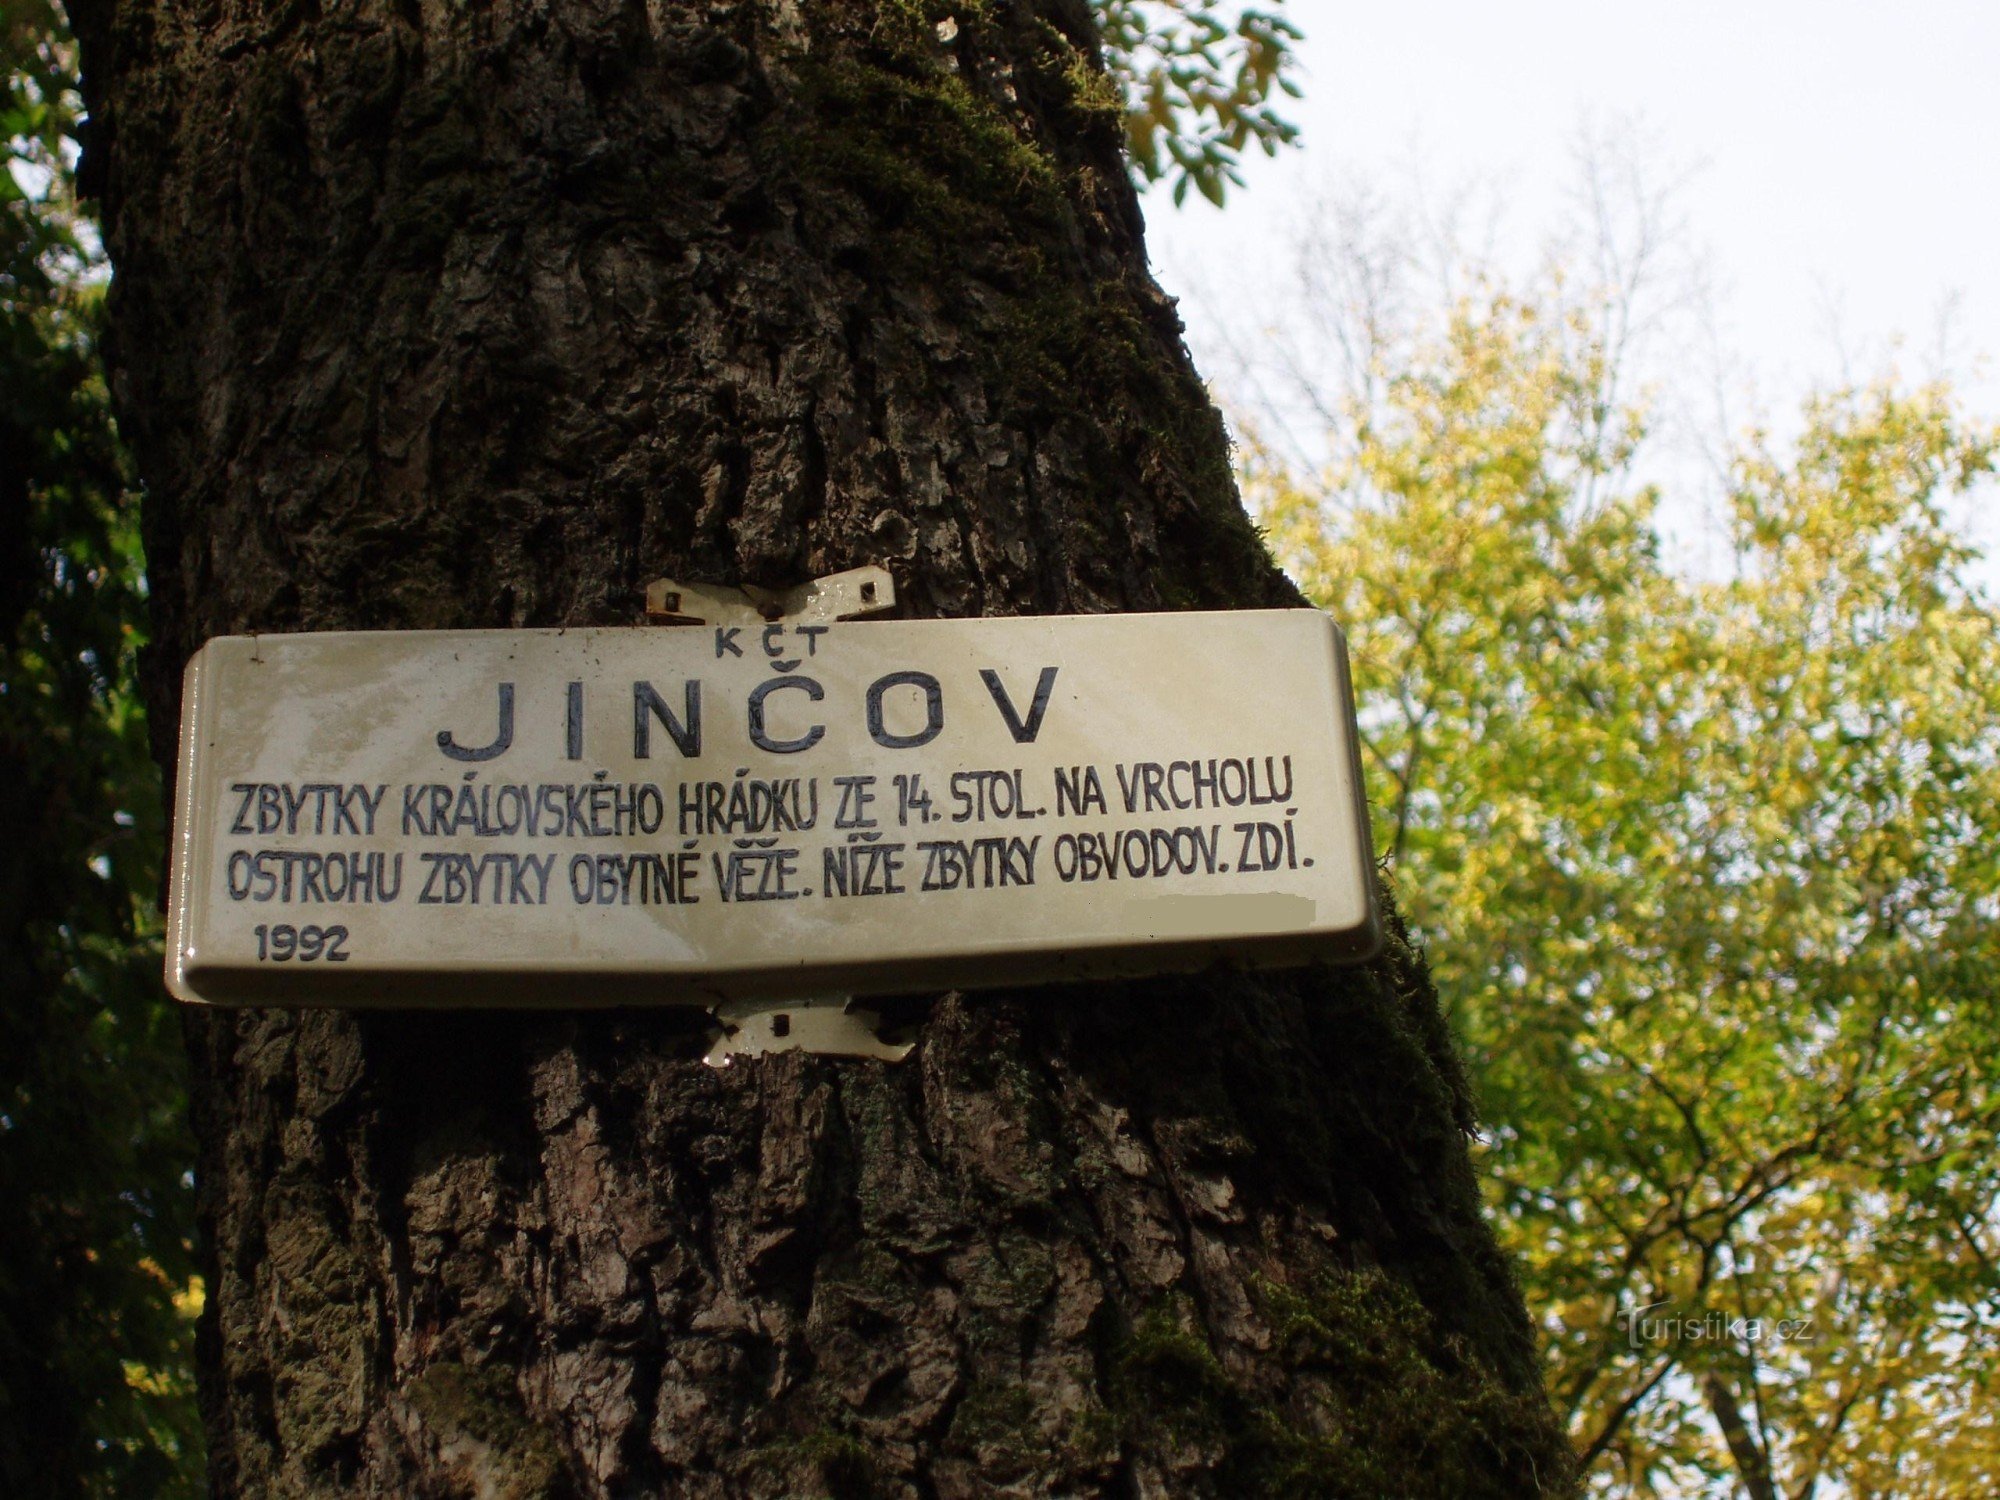 KČT
JINČOV
ZBYTKY KRÁLOVSKÉHO HRÁDKU ZE 14. STOL. NA VRCHOLU
OSTROHU ZBYTKY OBYTNÉ VĚŽE. NÍŽE ZBYTKY OBVODOV. ZDÍ.
1992
Turistika.cz